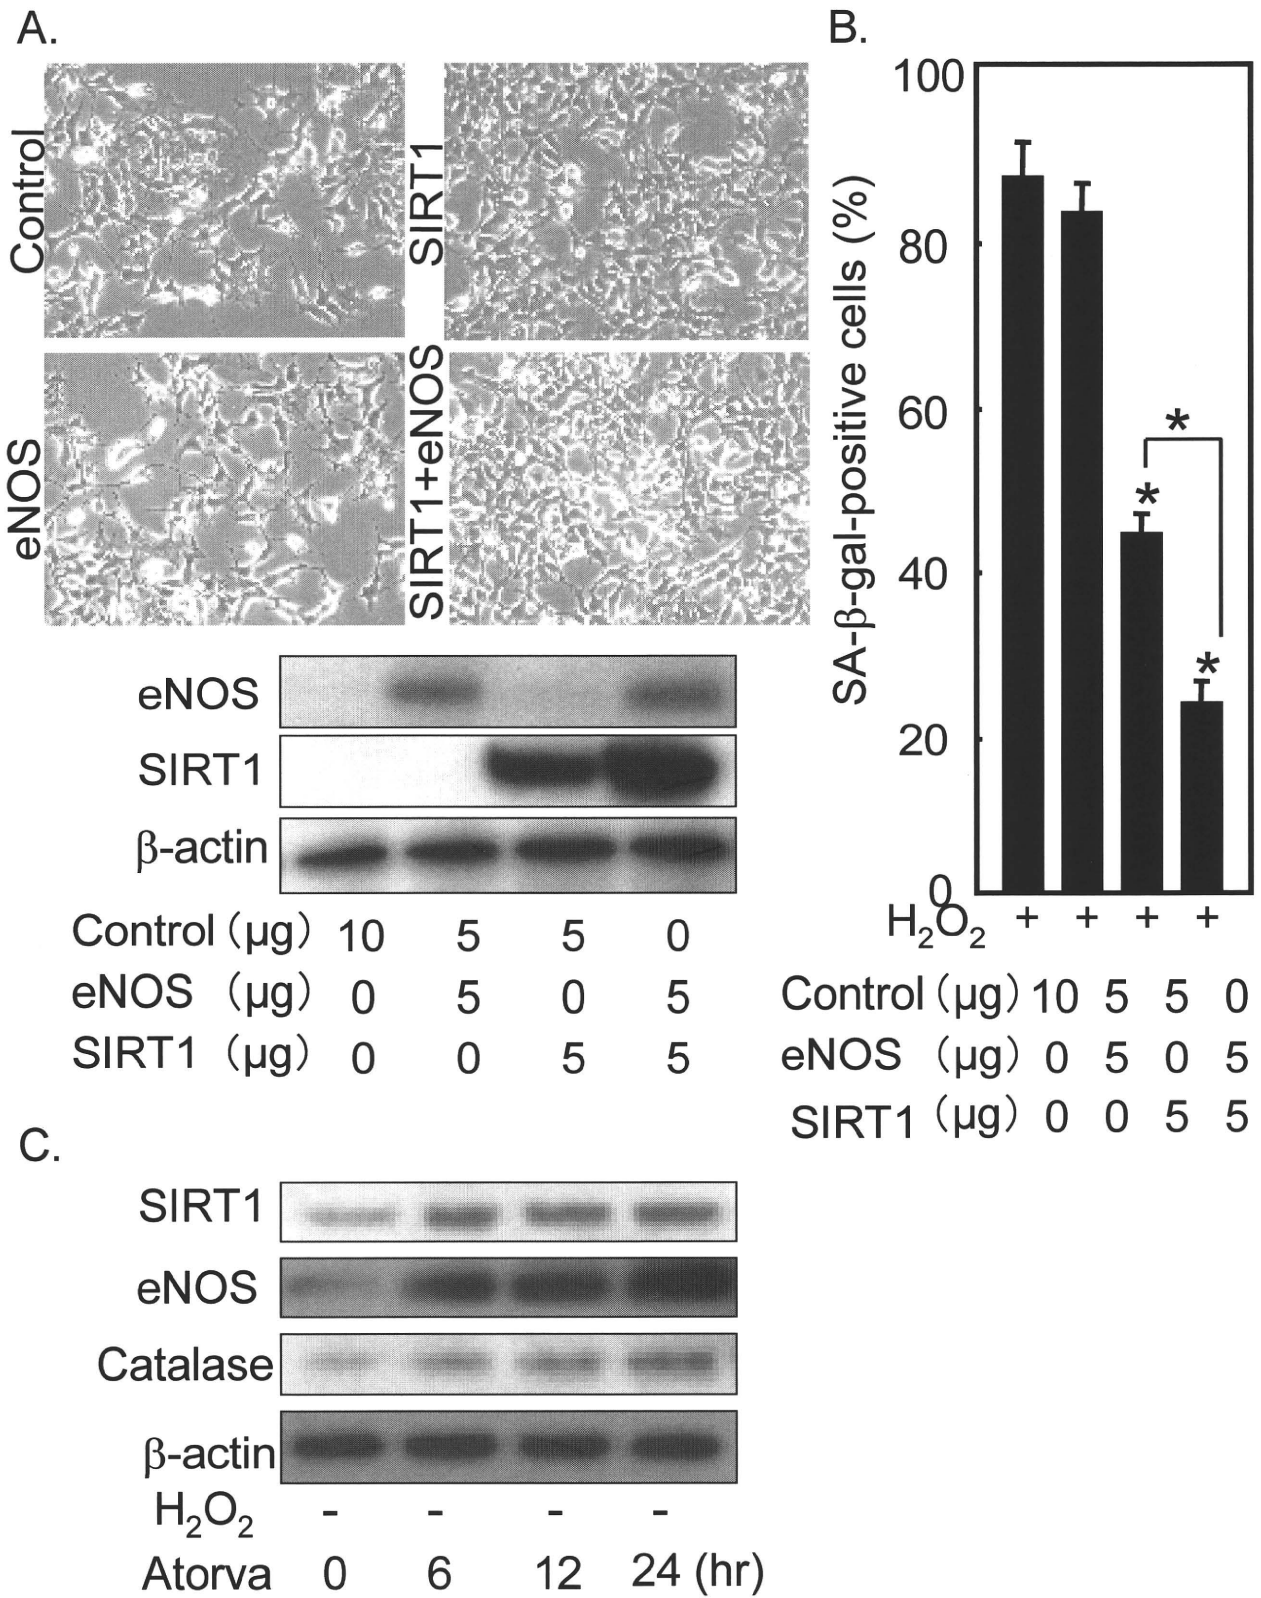 A.
Control
SIRT1
eNOS
SIRT1+eNOS
eNOS
SIRT1
β-actin
Control (μg) 10 5 5 0
eNOS (μg) 0 5 0 5
SIRT1 (μg) 0 0 5 5
B.
SA-β-gal-positive cells (%)
100
80
60
40
20
0
*
*
*
H₂O₂ + + + +
Control (μg) 10 5 5 0
eNOS (μg) 0 5 0 5
SIRT1 (μg) 0 0 5 5
C.
SIRT1
eNOS
Catalase
β-actin
H₂O₂ - - - -
Atorva 0 6 12 24 (hr)